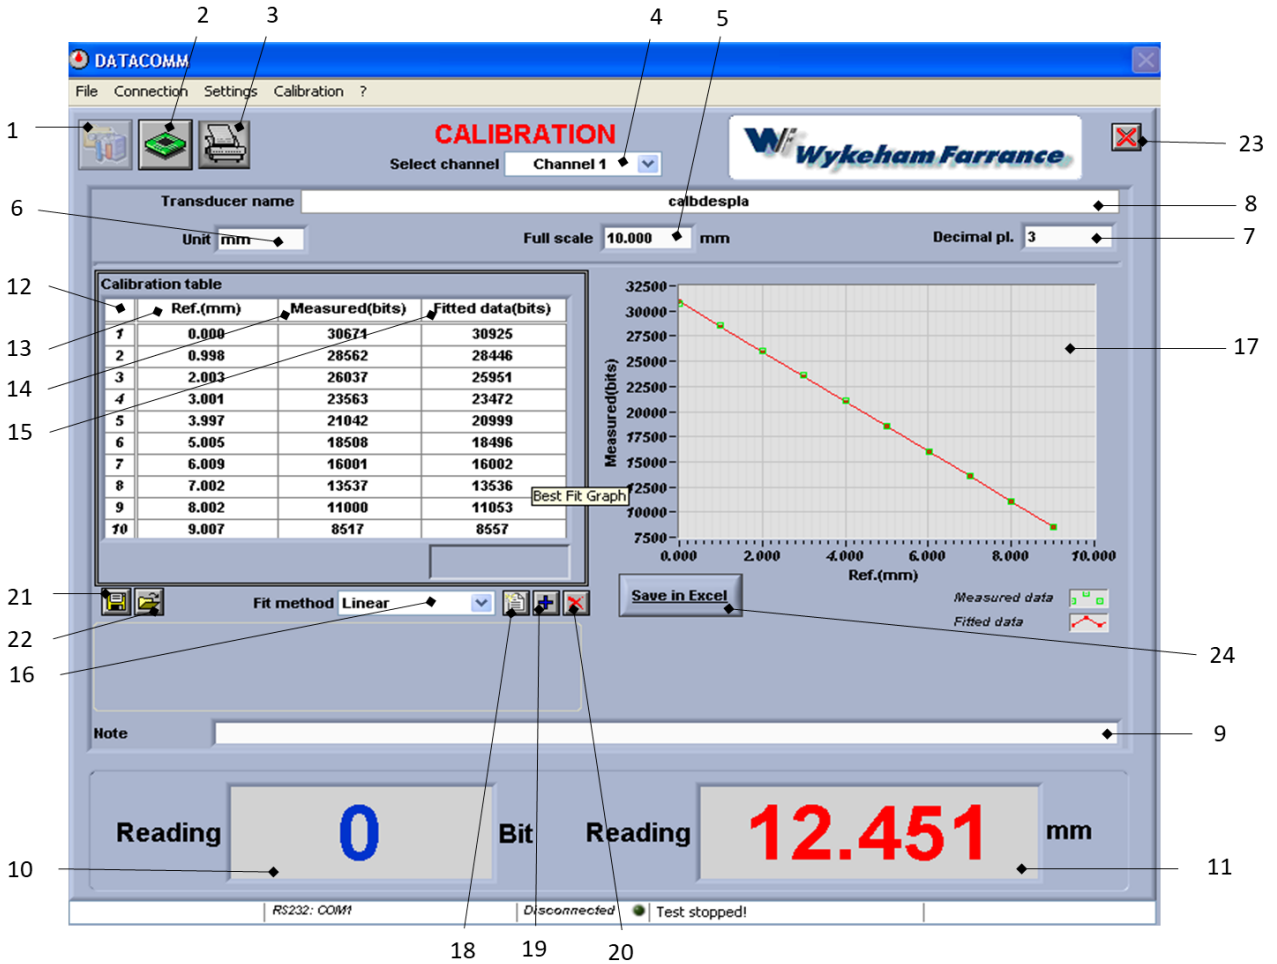 2
3
4
5
DATACOMM
File Connection Settings Calibration ?
1
CALIBRATION
Select channel Channel 1
Wykeham Farrance
23
6
Transducer name calbdespla
8
Unit mm
Full scale 10.000 mm
Decimal pl. 3
7
12
13
14
15
Calibration table
Ref.(mm) Measured(bits) Fitted data(bits)
1 0.000 30671 30925
2 0.998 28562 28446
3 2.003 26037 25951
4 3.001 23563 23472
5 3.997 21042 20999
6 5.005 18508 18496
7 6.009 16001 16002
8 7.002 13537 13536
9 8.002 11000 11053
10 9.007 8517 8557
Best Fit Graph
Measured(bits)
32500
30000
27500
25000
22500
20000
17500
15000
12500
10000
7500
0.000 2.000 4.000 6.000 8.000 10.000
Ref.(mm)
17
21
22
16
Fit method Linear
Save in Excel
Measured data
Fitted data
24
Note
9
Reading 0 Bit
Reading 12.451 mm
10
11
RS232: COM1 Disconnected Test stopped!
18
19
20